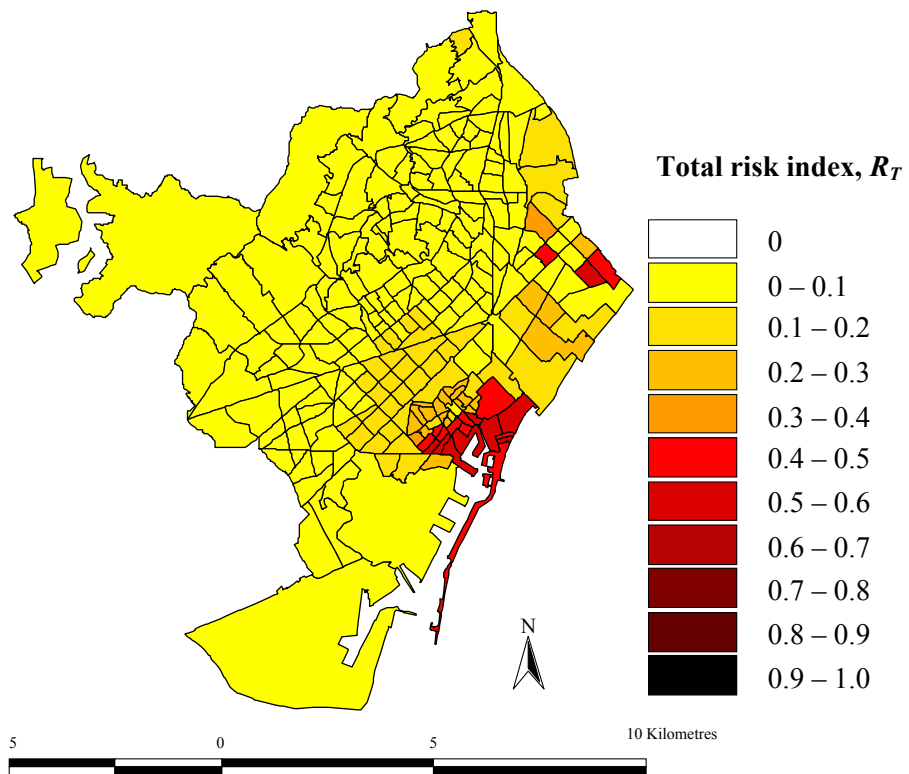 Total risk index, R_T
0
0 – 0.1
0.1 – 0.2
0.2 – 0.3
0.3 – 0.4
0.4 – 0.5
0.5 – 0.6
0.6 – 0.7
0.7 – 0.8
0.8 – 0.9
0.9 – 1.0
N
5 0 5 10 Kilometres